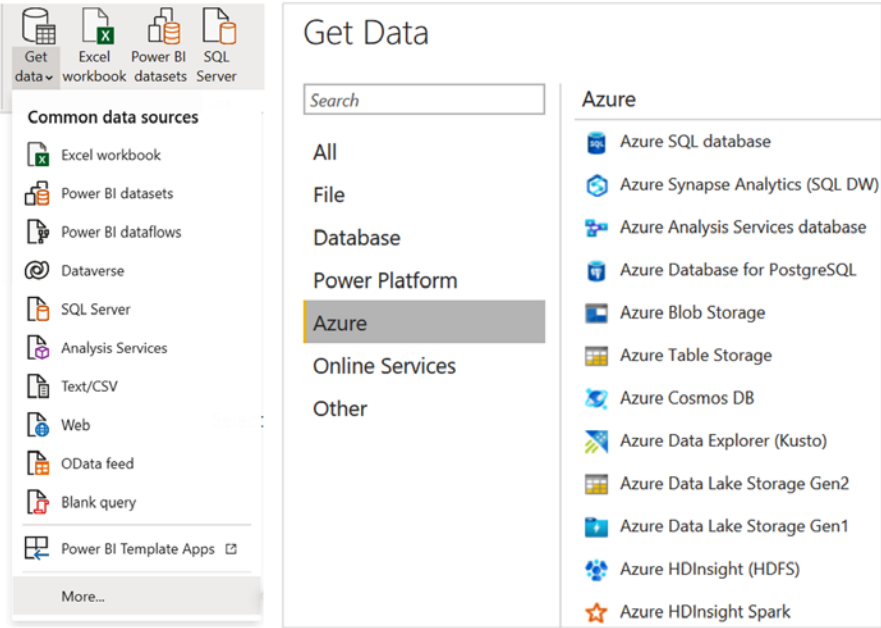 Get data
Excel workbook
Power BI datasets
SQL Server
Common data sources
Excel workbook
Power BI datasets
Power BI dataflows
Dataverse
SQL Server
Analysis Services
Text/CSV
Web
OData feed
Blank query
Power BI Template Apps
More...
Get Data
Search
All
File
Database
Power Platform
Azure
Online Services
Other
Azure
Azure SQL database
Azure Synapse Analytics (SQL DW)
Azure Analysis Services database
Azure Database for PostgreSQL
Azure Blob Storage
Azure Table Storage
Azure Cosmos DB
Azure Data Explorer (Kusto)
Azure Data Lake Storage Gen2
Azure Data Lake Storage Gen1
Azure HDInsight (HDFS)
Azure HDInsight Spark